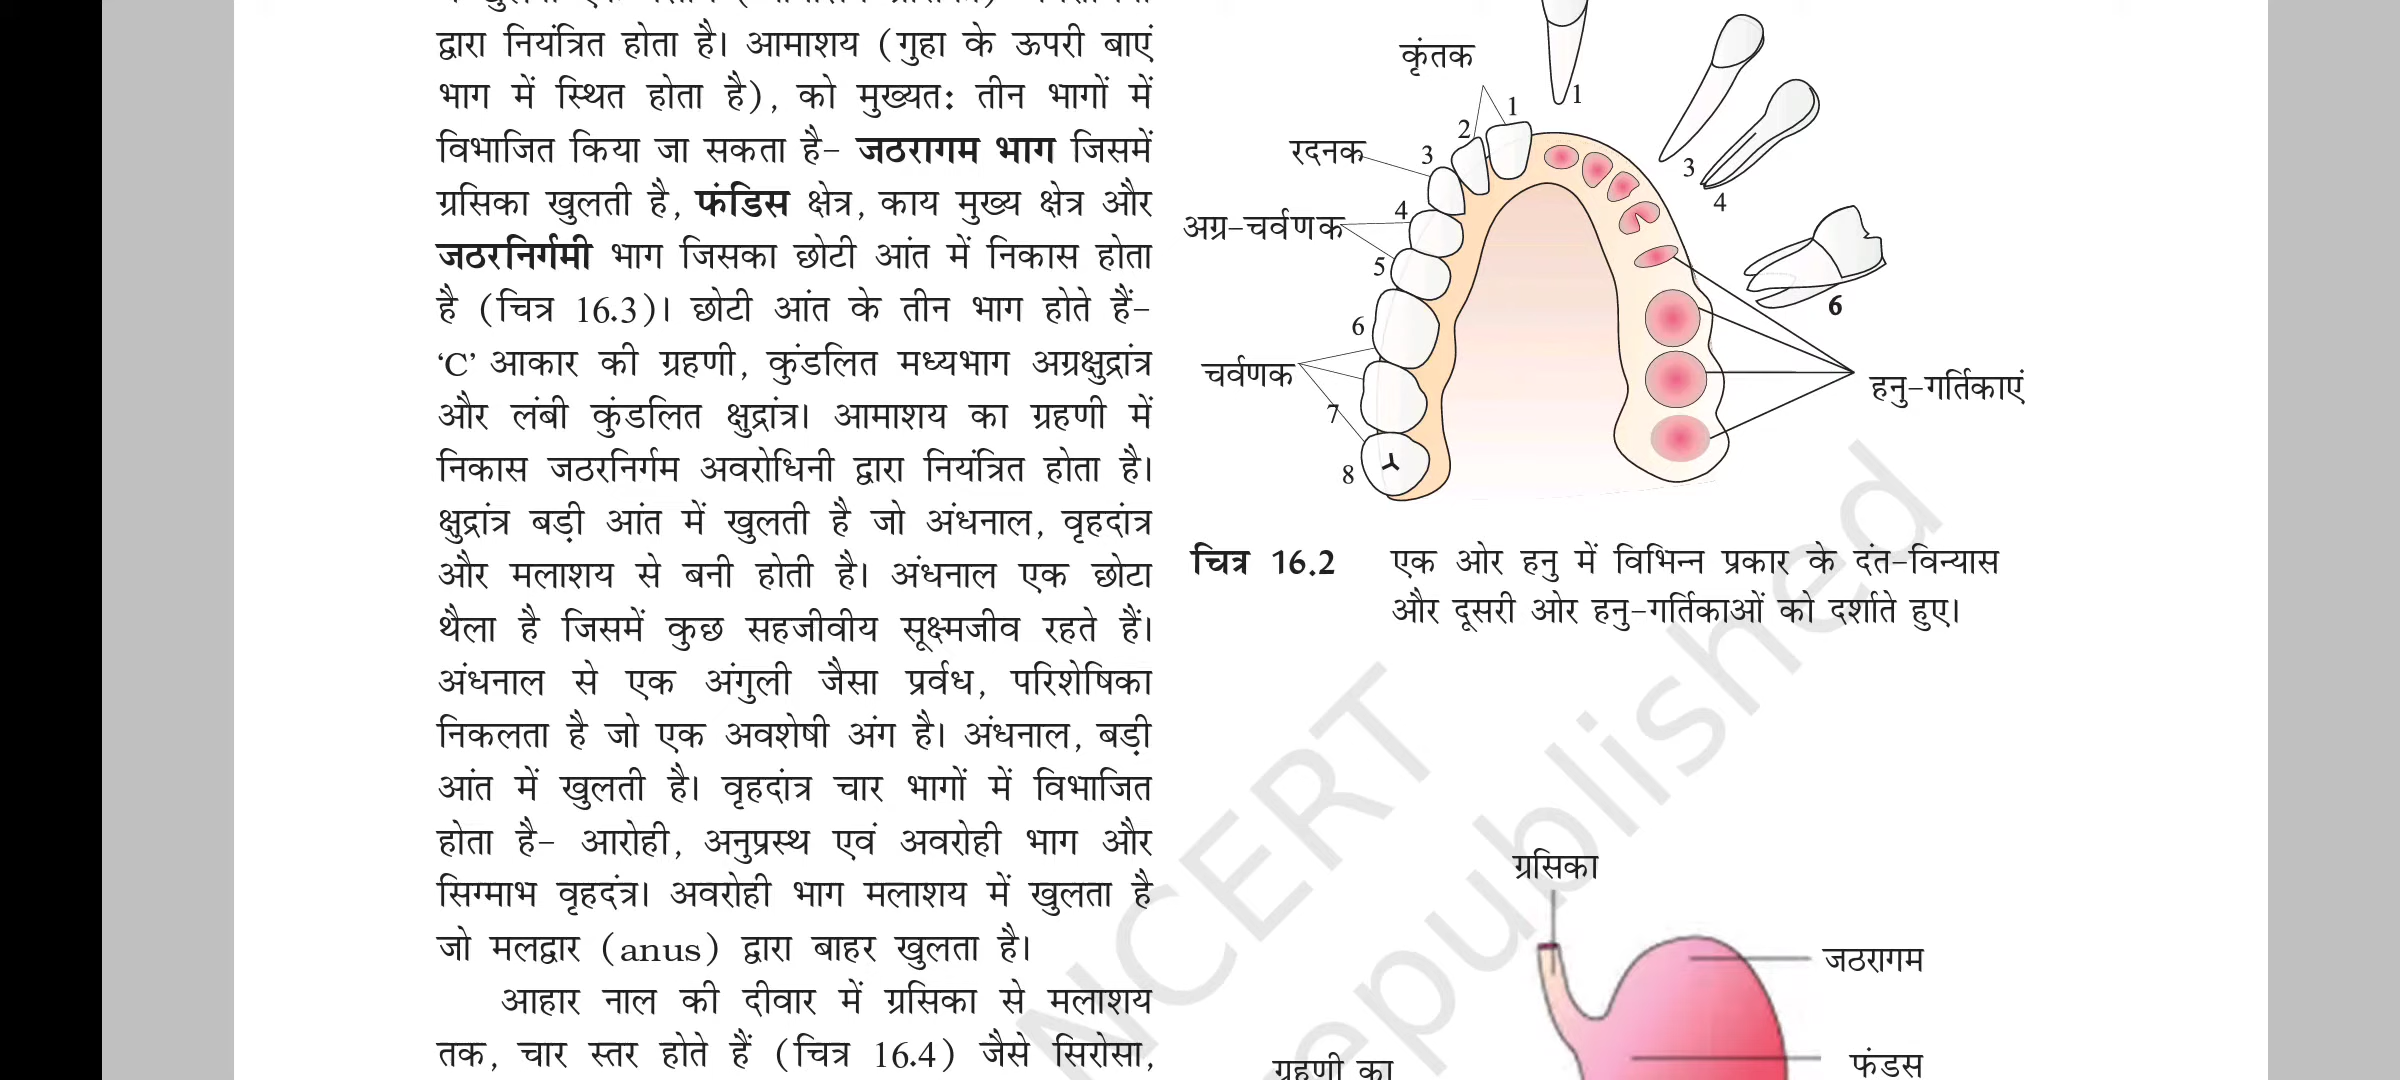 द्वारा नियंत्रित होता है। आमाशय (गुहा के ऊपरी बाएं
भाग में स्थित होता है), को मुख्यतः तीन भागों में
विभाजित किया जा सकता है– जठरागम भाग जिसमें
ग्रसिका खुलती है, फंडिस क्षेत्र, काय मुख्य क्षेत्र और
जठरनिर्गमी भाग जिसका छोटी आंत में निकास होता
है (चित्र 16.3)। छोटी आंत के तीन भाग होते हैं–
‘C’ आकार की ग्रहणी, कुंडलित मध्यभाग अग्रक्षुद्रांत्र
और लंबी कुंडलित क्षुद्रांत्र। आमाशय का ग्रहणी में
निकास जठरनिर्गम अवरोधिनी द्वारा नियंत्रित होता है।
क्षुद्रांत्र बड़ी आंत में खुलती है जो अंधनाल, वृहदांत्र
और मलाशय से बनी होती है। अंधनाल एक छोटा
थैला है जिसमें कुछ सहजीवीय सूक्ष्मजीव रहते हैं।
अंधनाल से एक अंगुली जैसा प्रर्वध, परिशेषिका
निकलता है जो एक अवशेषी अंग है। अंधनाल, बड़ी
आंत में खुलती है। वृहदांत्र चार भागों में विभाजित
होता है– आरोही, अनुप्रस्थ एवं अवरोही भाग और
सिग्माभ वृहदंत्र। अवरोही भाग मलाशय में खुलता है
जो मलद्वार (anus) द्वारा बाहर खुलता है।
आहार नाल की दीवार में ग्रसिका से मलाशय
तक, चार स्तर होते हैं (चित्र 16.4) जैसे सिरोसा,
कृंतक
1
1
2
रदनक
3
3
4
अग्र–चर्वणक
4
5
6
6
चर्वणक
7
8
हनु–गर्तिकाएं
चित्र 16.2 एक ओर हनु में विभिन्न प्रकार के दंत–विन्यास
और दूसरी ओर हनु–गर्तिकाओं को दर्शाते हुए।
ग्रसिका
जठरागम
फंडस
ग्रहणी का
NCERT
republished